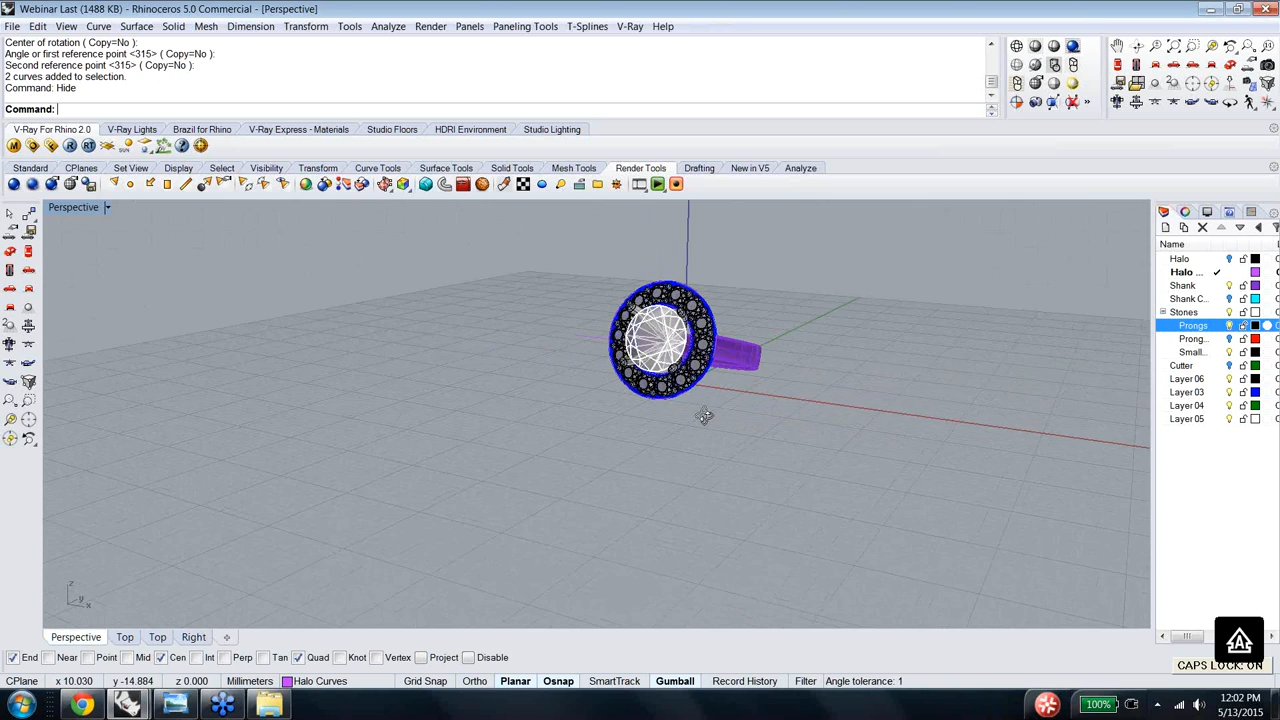 Webinar Last (1488 KB) - Rhinoceros 5.0 Commercial - [Perspective]
File Edit View Curve Surface Solid Mesh Dimension Transform Tools Analyze Render Panels Paneling Tools T-Splines V-Ray Help
Center of rotation ( Copy=No ):
Angle or first reference point <315> ( Copy=No ):
Second reference point <315> ( Copy=No ):
2 curves added to selection.
Command: Hide
Command:
V-Ray For Rhino 2.0 V-Ray Lights Brazil for Rhino V-Ray Express - Materials Studio Floors HDRI Environment Studio Lighting
Standard CPlanes Set View Display Select Visibility Transform Curve Tools Surface Tools Solid Tools Mesh Tools Render Tools Drafting New in V5 Analyze
Perspective
Name
Halo
Halo ...
Shank
Shank C...
Stones
Prongs
Prong...
Small...
Cutter
Layer 06
Layer 03
Layer 04
Layer 05
z
y
x
Perspective Top Top Right
End Near Point Mid Cen Int Perp Tan Quad Knot Vertex Project Disable
CAPS LOCK: ON
CPlane x 10.030 y -14.884 z 0.000 Millimeters Halo Curves Grid Snap Ortho Planar Osnap SmartTrack Gumball Record History Filter Angle tolerance: 1
100%
12:02 PM
5/13/2015